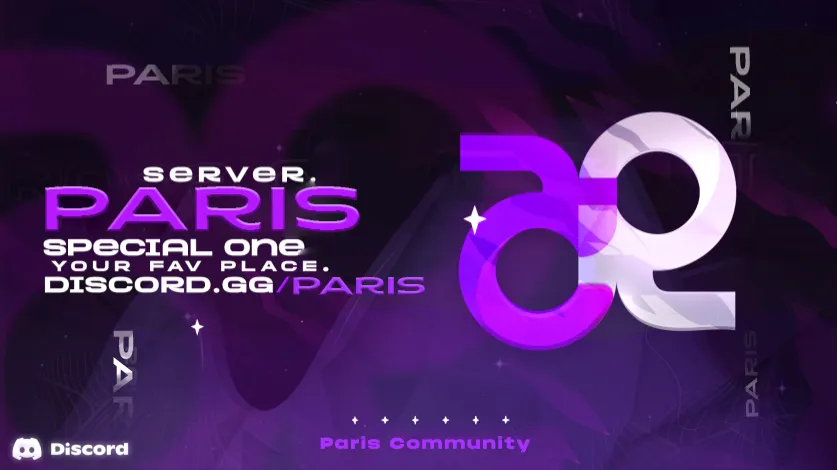 PARIS
PARIS
server.
PARIS
special one
YOUR FAV PLACE.
DISCORD.GG/PARIS
PAR
PARIS
Paris Community
Discord